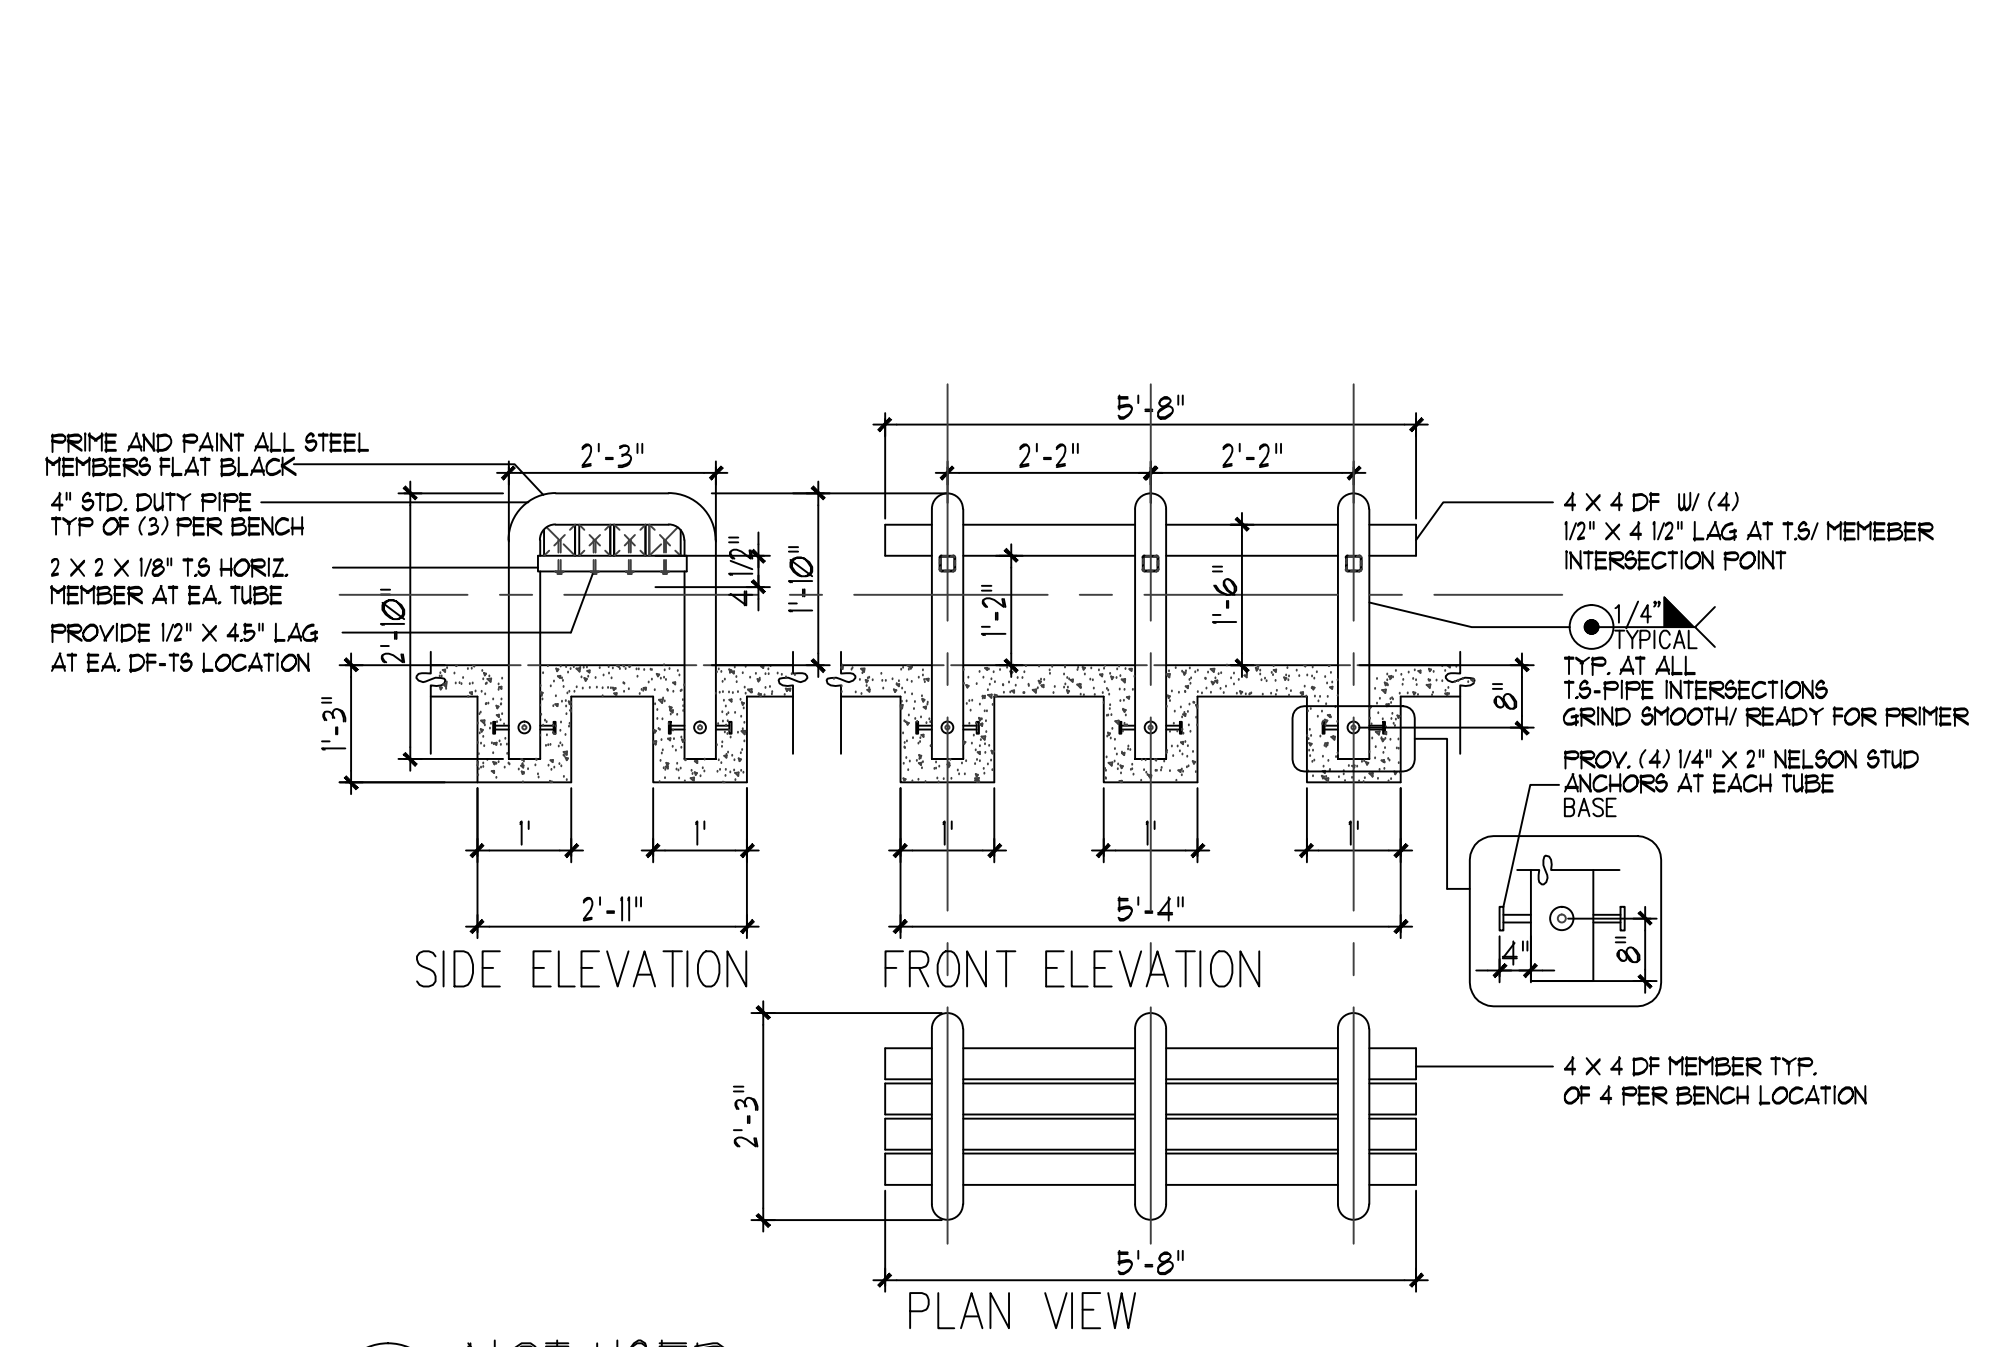 5'-8"
2'-3"
2'-2"
2'-2"
PRIME AND PAINT ALL STEEL
MEMBERS FLAT BLACK
4" STD. DUTY PIPE
TYP OF (3) PER BENCH
2 X 2 X 1/8" T.S HORIZ.
MEMBER AT EA. TUBE
PROVIDE 1/2" X 4.5" LAG
AT EA. DF-TS LOCATION
2'-10"
1'-3"
4 1/2"
1'-10"
1'-2"
1'-6"
4 X 4 DF W/ (4)
1/2" X 4 1/2" LAG AT T.S/ MEMEBER
INTERSECTION POINT
1/4"
TYPICAL
TYP. AT ALL
T.S-PIPE INTERSECTIONS
GRIND SMOOTH/ READY FOR PRIMER
8"
PROV. (4) 1/4" X 2" NELSON STUD
ANCHORS AT EACH TUBE
BASE
1'
1'
1'
1'
1'
2'-11"
5'-4"
4"
8"
SIDE ELEVATION
FRONT ELEVATION
2'-3"
4 X 4 DF MEMBER TYP.
OF 4 PER BENCH LOCATION
5'-8"
PLAN VIEW